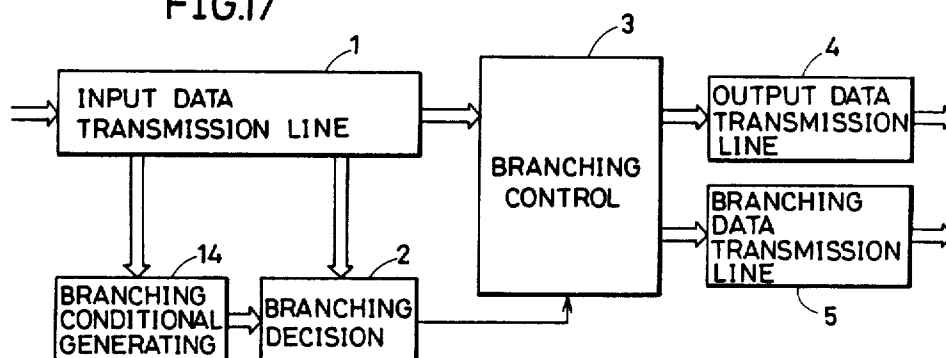 FIG.17
1
INPUT DATA
TRANSMISSION LINE
3
BRANCHING
CONTROL
4
OUTPUT DATA
TRANSMISSION
LINE
BRANCHING
DATA
TRANSMISSION
LINE
5
14
BRANCHING
CONDITIONAL
GENERATING
2
BRANCHING
DECISION